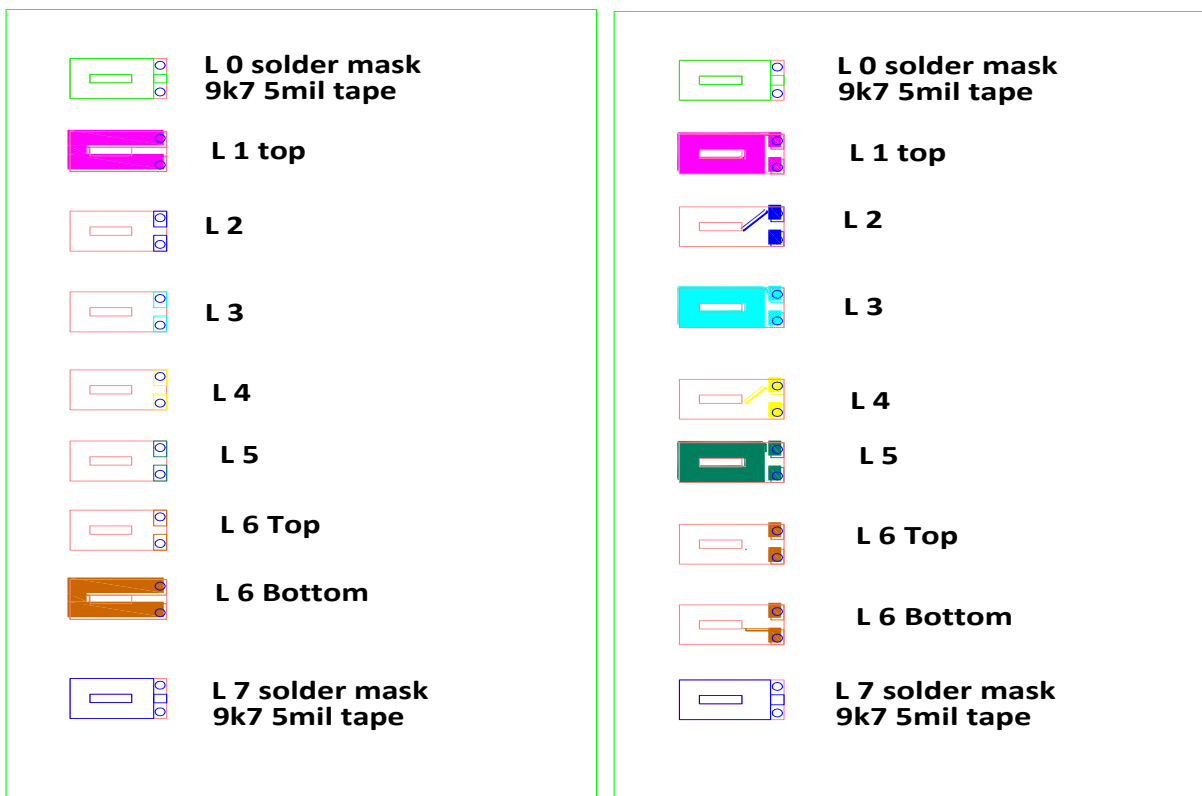 L 0 solder mask
9k7 5mil tape
L 1 top
L 2
L 3
L 4
L 5
L 6 Top
L 6 Bottom
L 7 solder mask
9k7 5mil tape
L 0 solder mask
9k7 5mil tape
L 1 top
L 2
L 3
L 4
L 5
L 6 Top
L 6 Bottom
L 7 solder mask
9k7 5mil tape